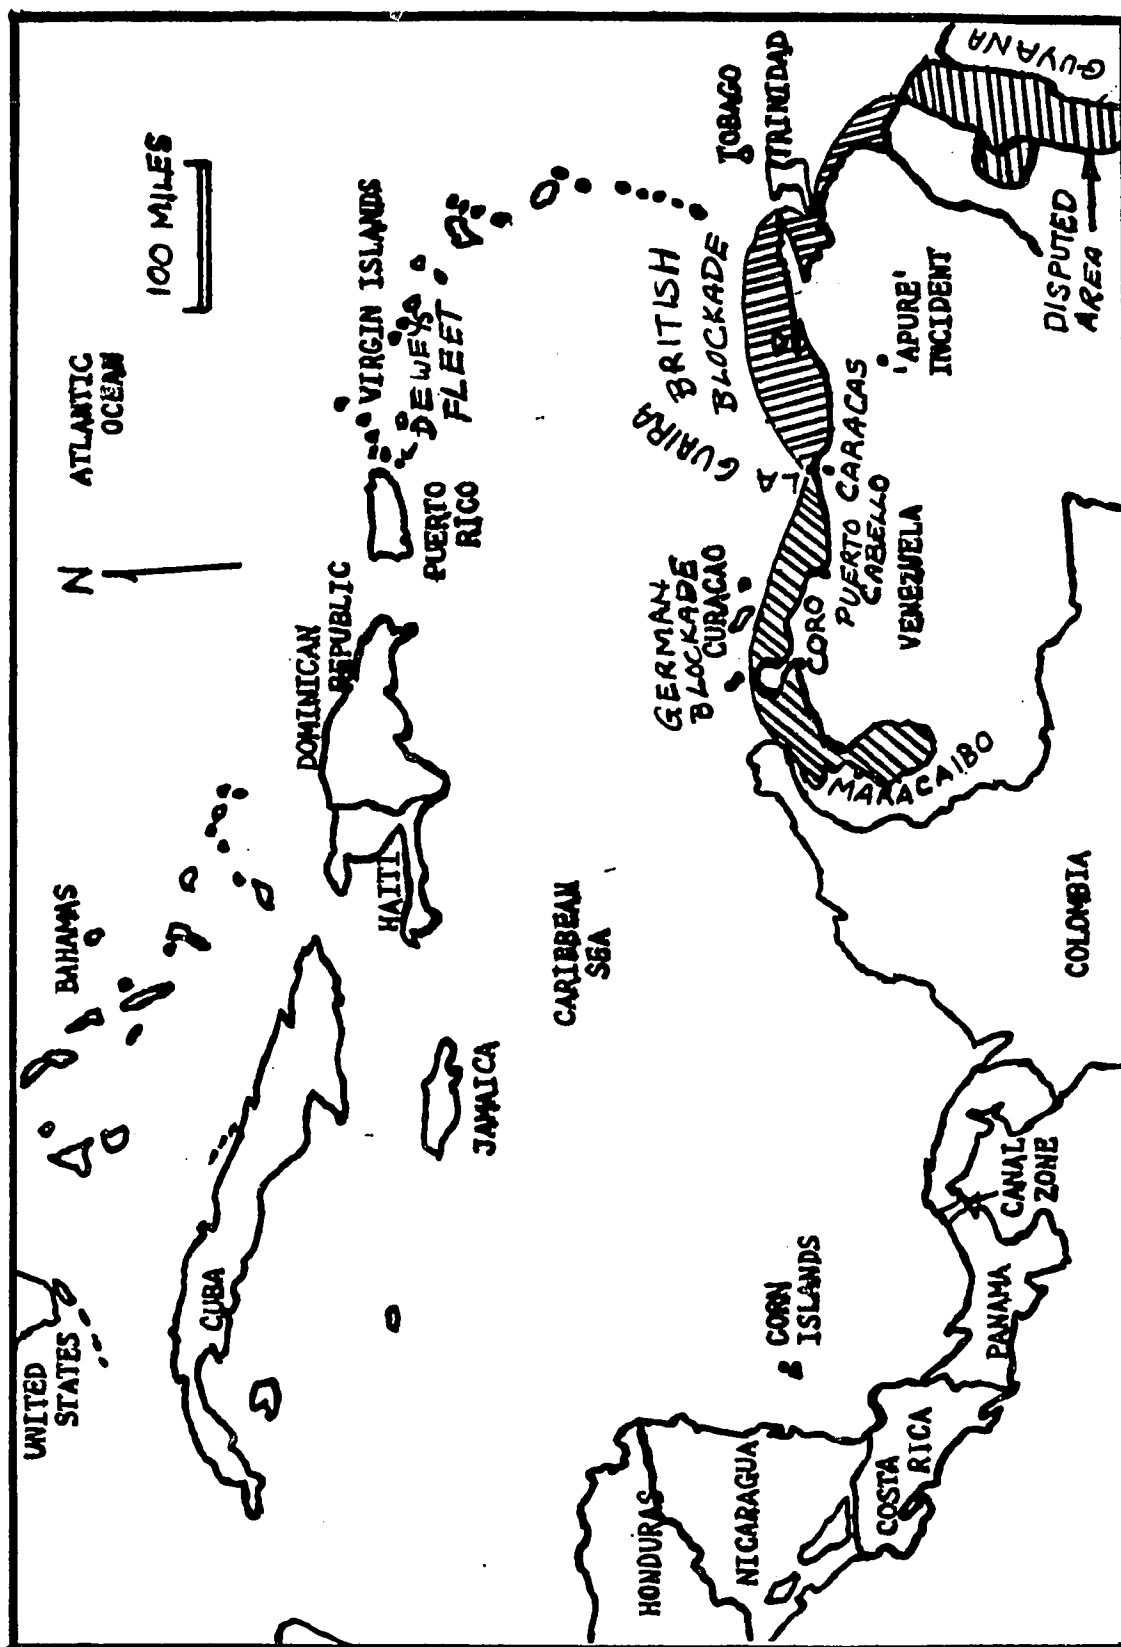 UNITED
STATES
BAHAMAS
ATLANTIC
OCEAN
N
100 MILES
CUBA
HAITI
DOMINICAN
REPUBLIC
PUERTO
RICO
VIRGIN ISLANDS
DEWEYS
FLEET
JAMAICA
CARIBBEAN
SEA
HONDURAS
NICARAGUA
CORN
ISLANDS
COSTA
RICA
PANAMA
CANAL
ZONE
COLOMBIA
GERMAN
BLOCKADE
CURACAO
LA GUAIRA
BRITISH
BLOCKADE
TOBAGO
TRINIDAD
MARACAIBO
CORO
PUERTO
CABELLO
CARACAS
VENEZUELA
'APURE'
INCIDENT
DISPUTED
AREA
GUYANA